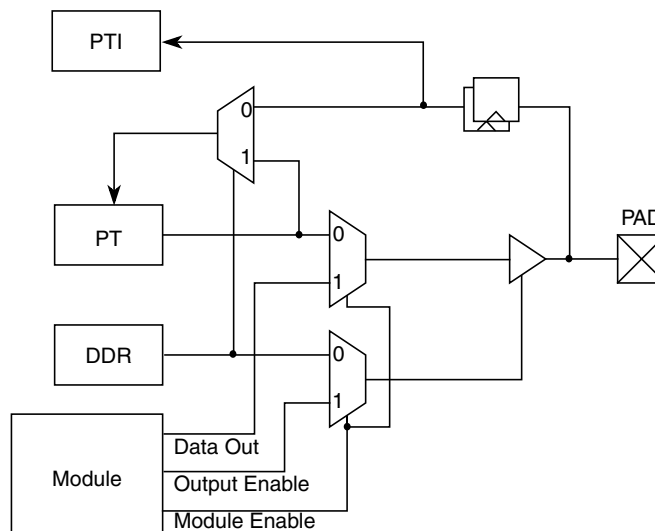 PTI
0
1
PT
0
PAD
1
DDR
0
1
Data Out
Module
Output Enable
Module Enable